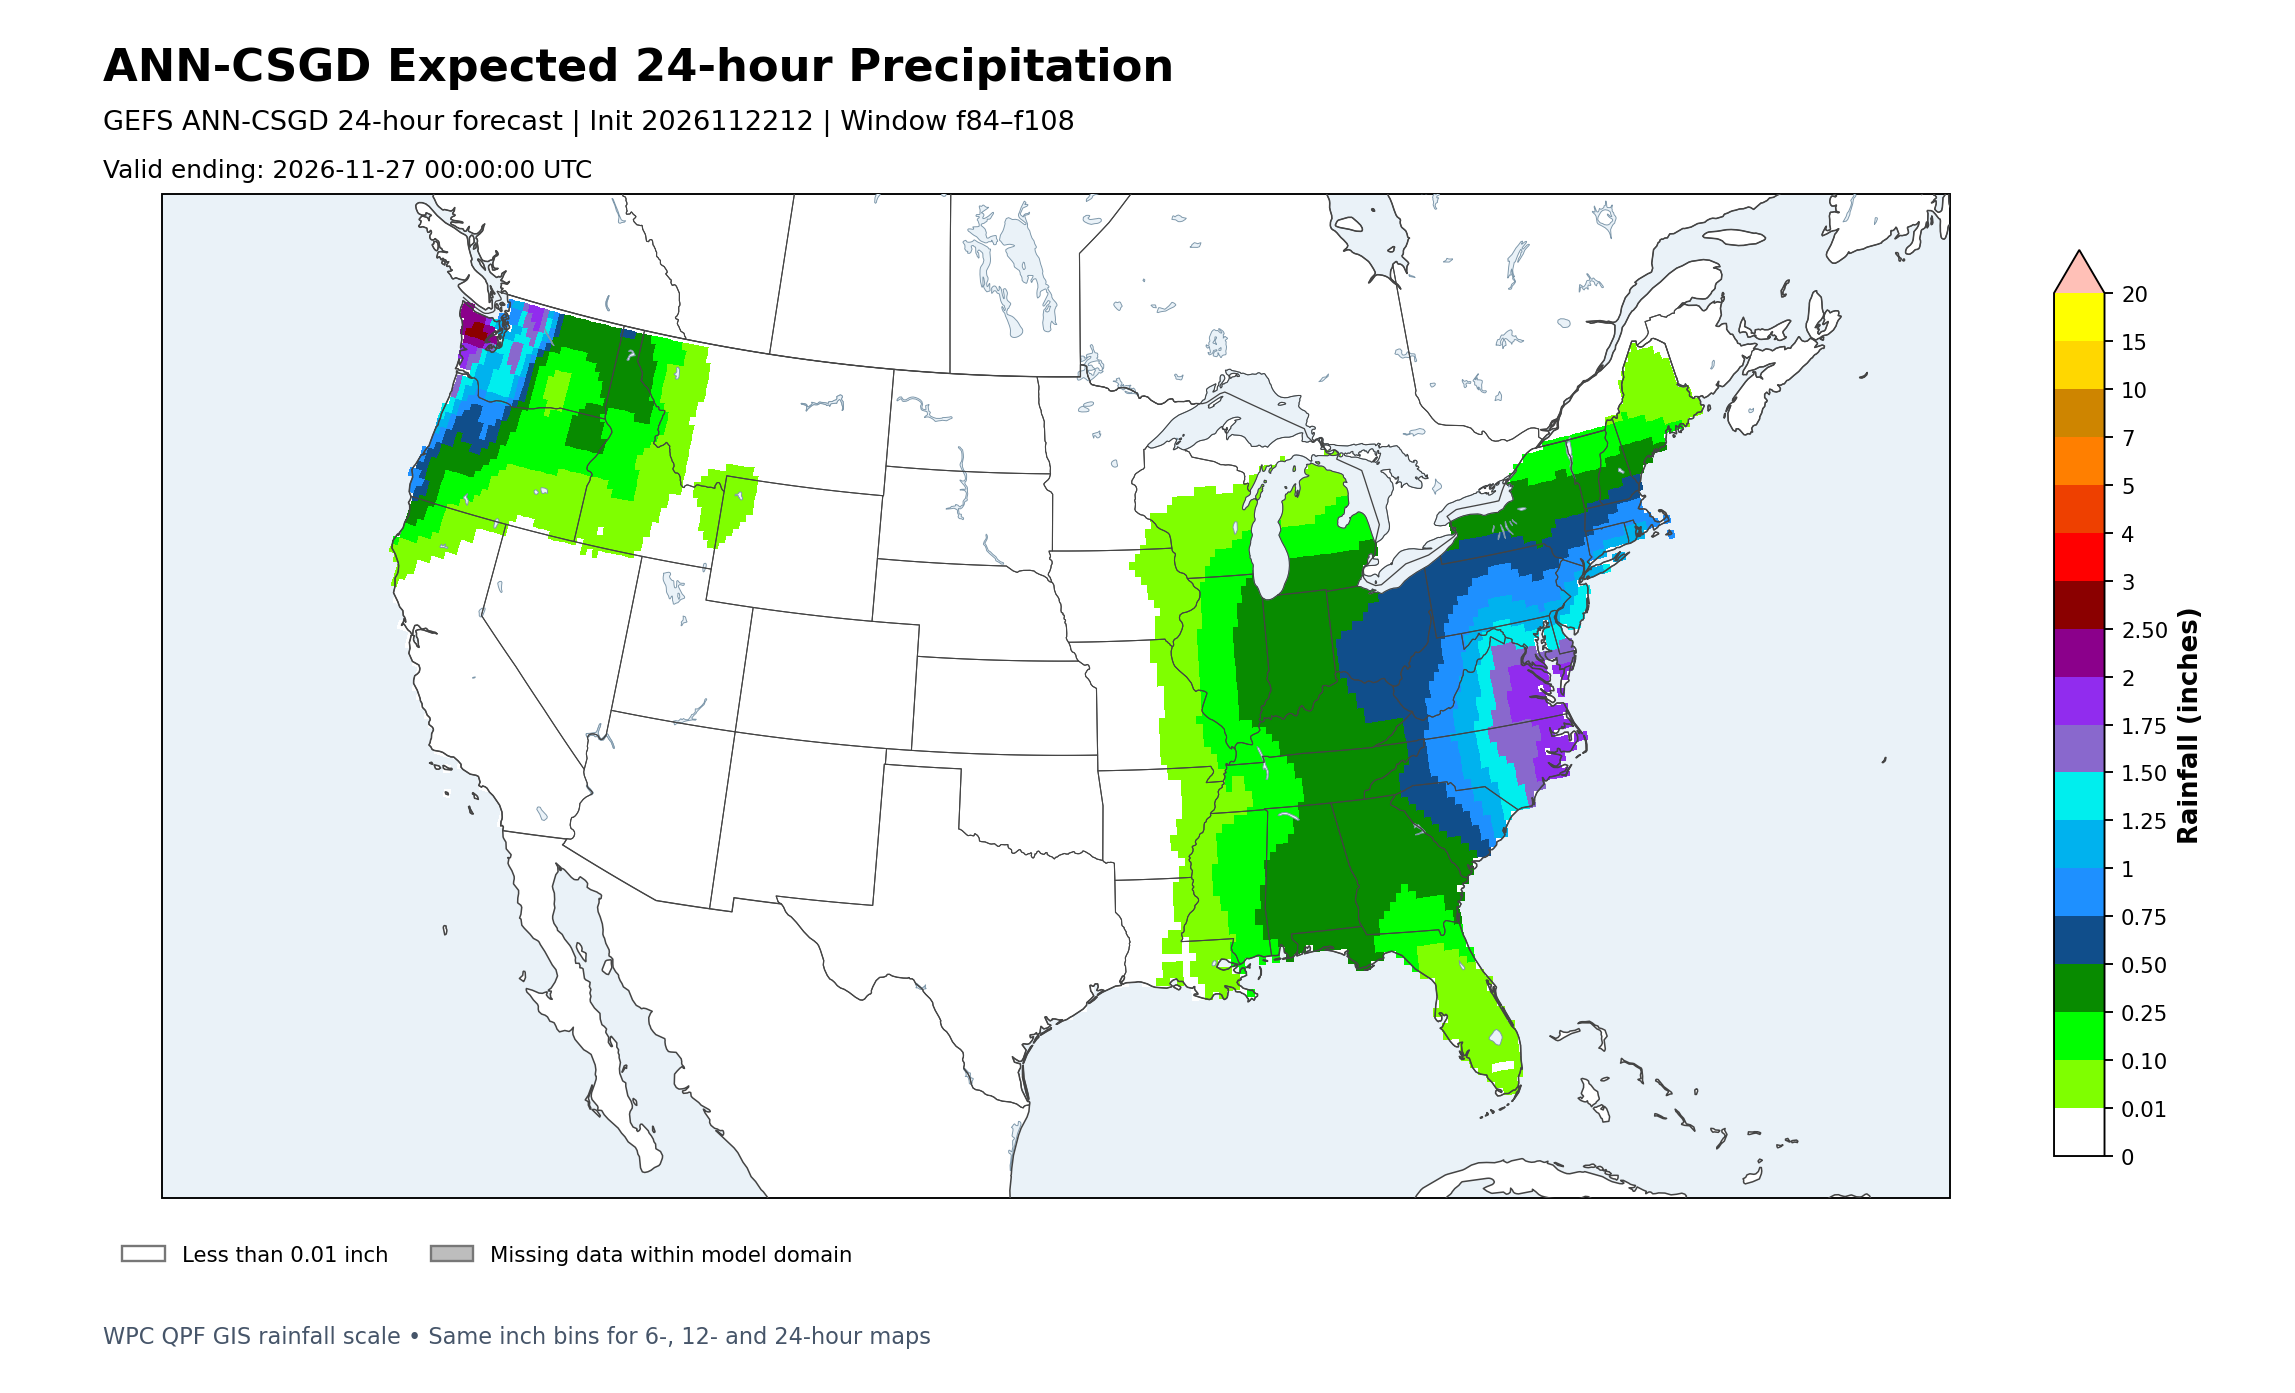 ANN-CSGD Expected 24-hour Precipitation
GEFS ANN-CSGD 24-hour forecast | Init 2026112212 | Window f84–f108
Valid ending: 2026-11-27 00:00:00 UTC
20
15
10
7
5
4
3
2.50
2
1.75
1.50
1.25
1
0.75
0.50
0.25
0.10
0.01
0
Rainfall (inches)
Less than 0.01 inch
Missing data within model domain
WPC QPF GIS rainfall scale • Same inch bins for 6-, 12- and 24-hour maps